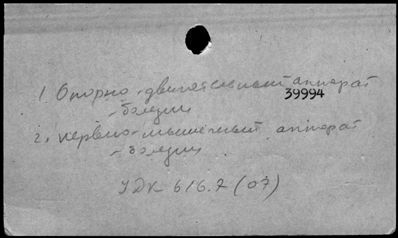 1. Опорно-двигательный аппарат
39994
- болезни
2. нервно-мышечный аппарат
- болезни
УДК 616.7(07)